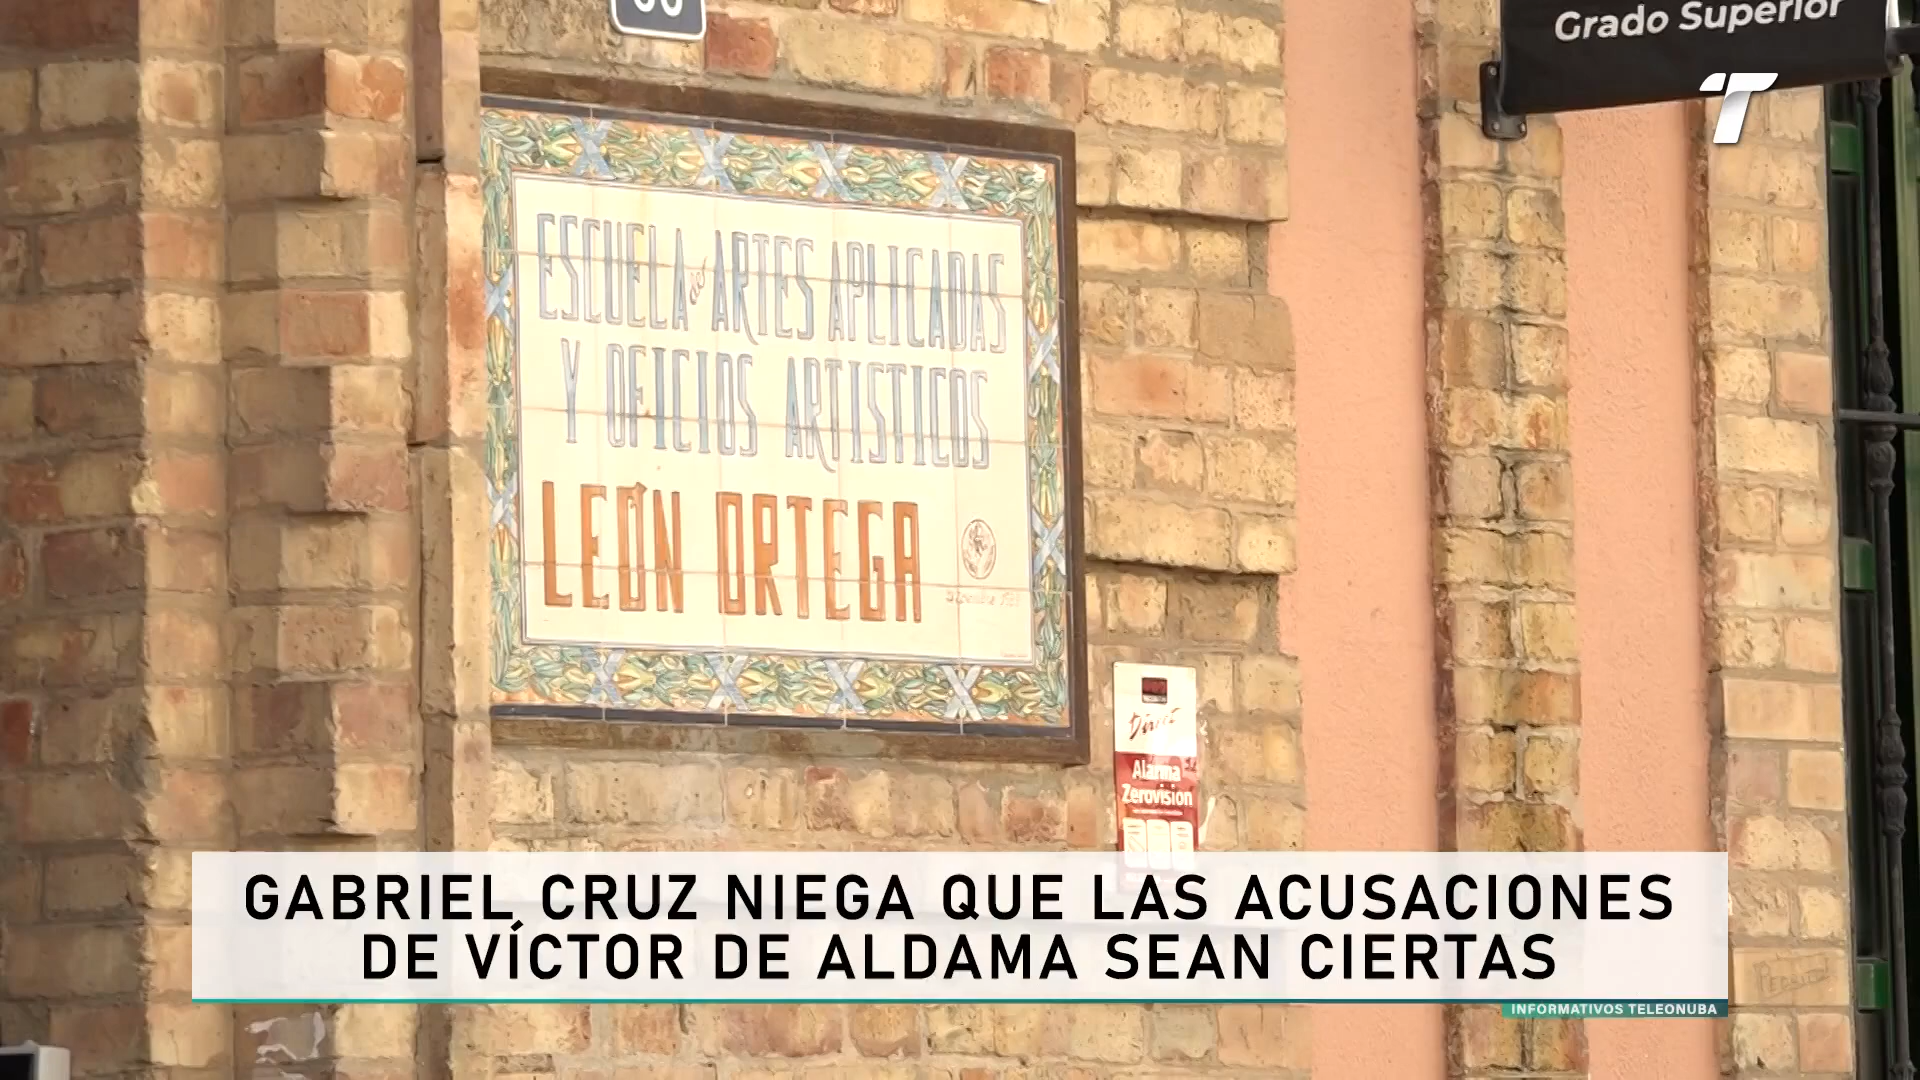 Grado Superior
ESCUELA de ARTES APLICADAS
Y OFICIOS ARTISTICOS
LEÓN ORTEGA
Alarma
Zerovision
GABRIEL CRUZ NIEGA QUE LAS ACUSACIONES
DE VÍCTOR DE ALDAMA SEAN CIERTAS
INFORMATIVOS TELEONUBA